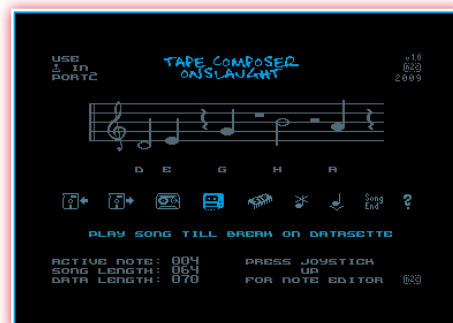 USE
IN
PORT2
TAPE COMPOSER
ONSLAUGHT
v1.0
2009
D E G H A
Song
End
?
PLAY SONG TILL BREAK ON DATASETTE
ACTIVE NOTE: 004
SONG LENGTH: 064
DATA LENGTH: 070
PRESS JOYSTICK
UP
FOR NOTE EDITOR